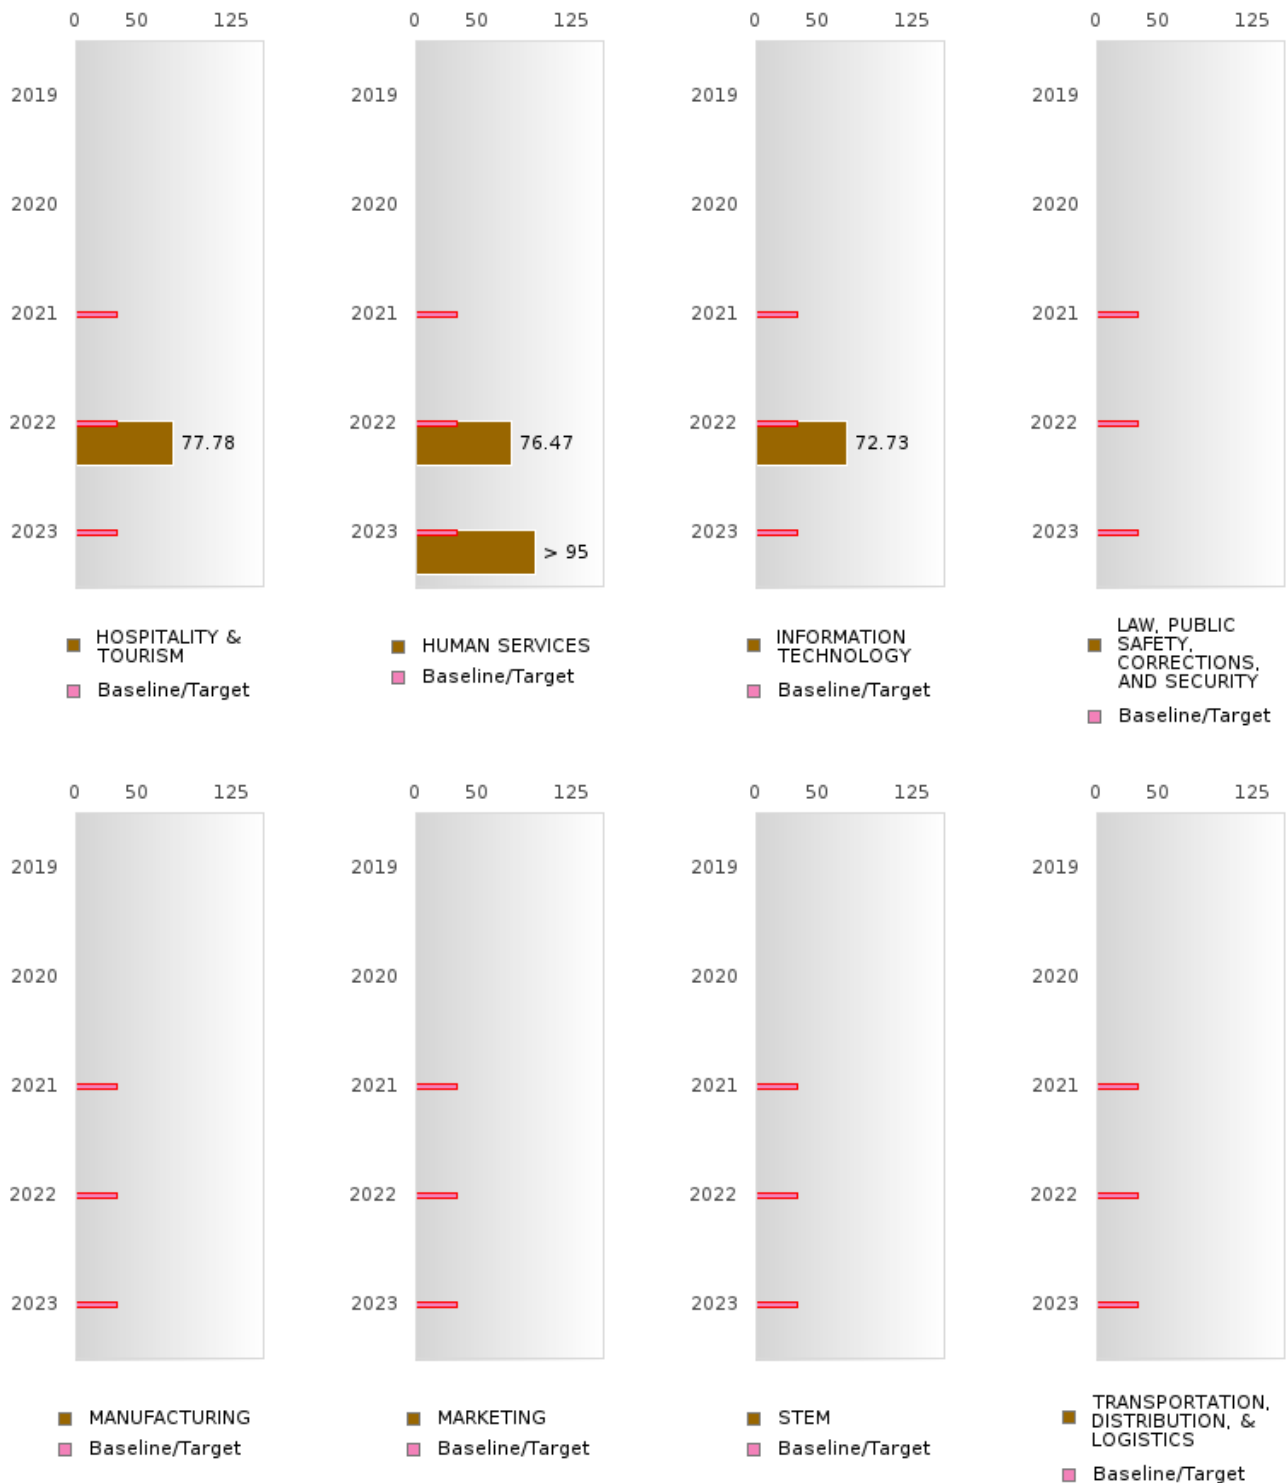 0 50 125 0 50 125 0 50 125 0 50 125
2019 2019 2019 2019
2020 2020 2020 2020
2021 2021 2021 2021
2022 2022 2022 2022
77.78 76.47 72.73
2023 2023 2023 2023
> 95
HOSPITALITY &
TOURISM
Baseline/Target
HUMAN SERVICES
Baseline/Target
INFORMATION
TECHNOLOGY
Baseline/Target
LAW, PUBLIC
SAFETY,
CORRECTIONS,
AND SECURITY
Baseline/Target
0 50 125 0 50 125 0 50 125 0 50 125
2019 2019 2019 2019
2020 2020 2020 2020
2021 2021 2021 2021
2022 2022 2022 2022
2023 2023 2023 2023
MANUFACTURING
Baseline/Target
MARKETING
Baseline/Target
STEM
Baseline/Target
TRANSPORTATION,
DISTRIBUTION, &
LOGISTICS
Baseline/Target